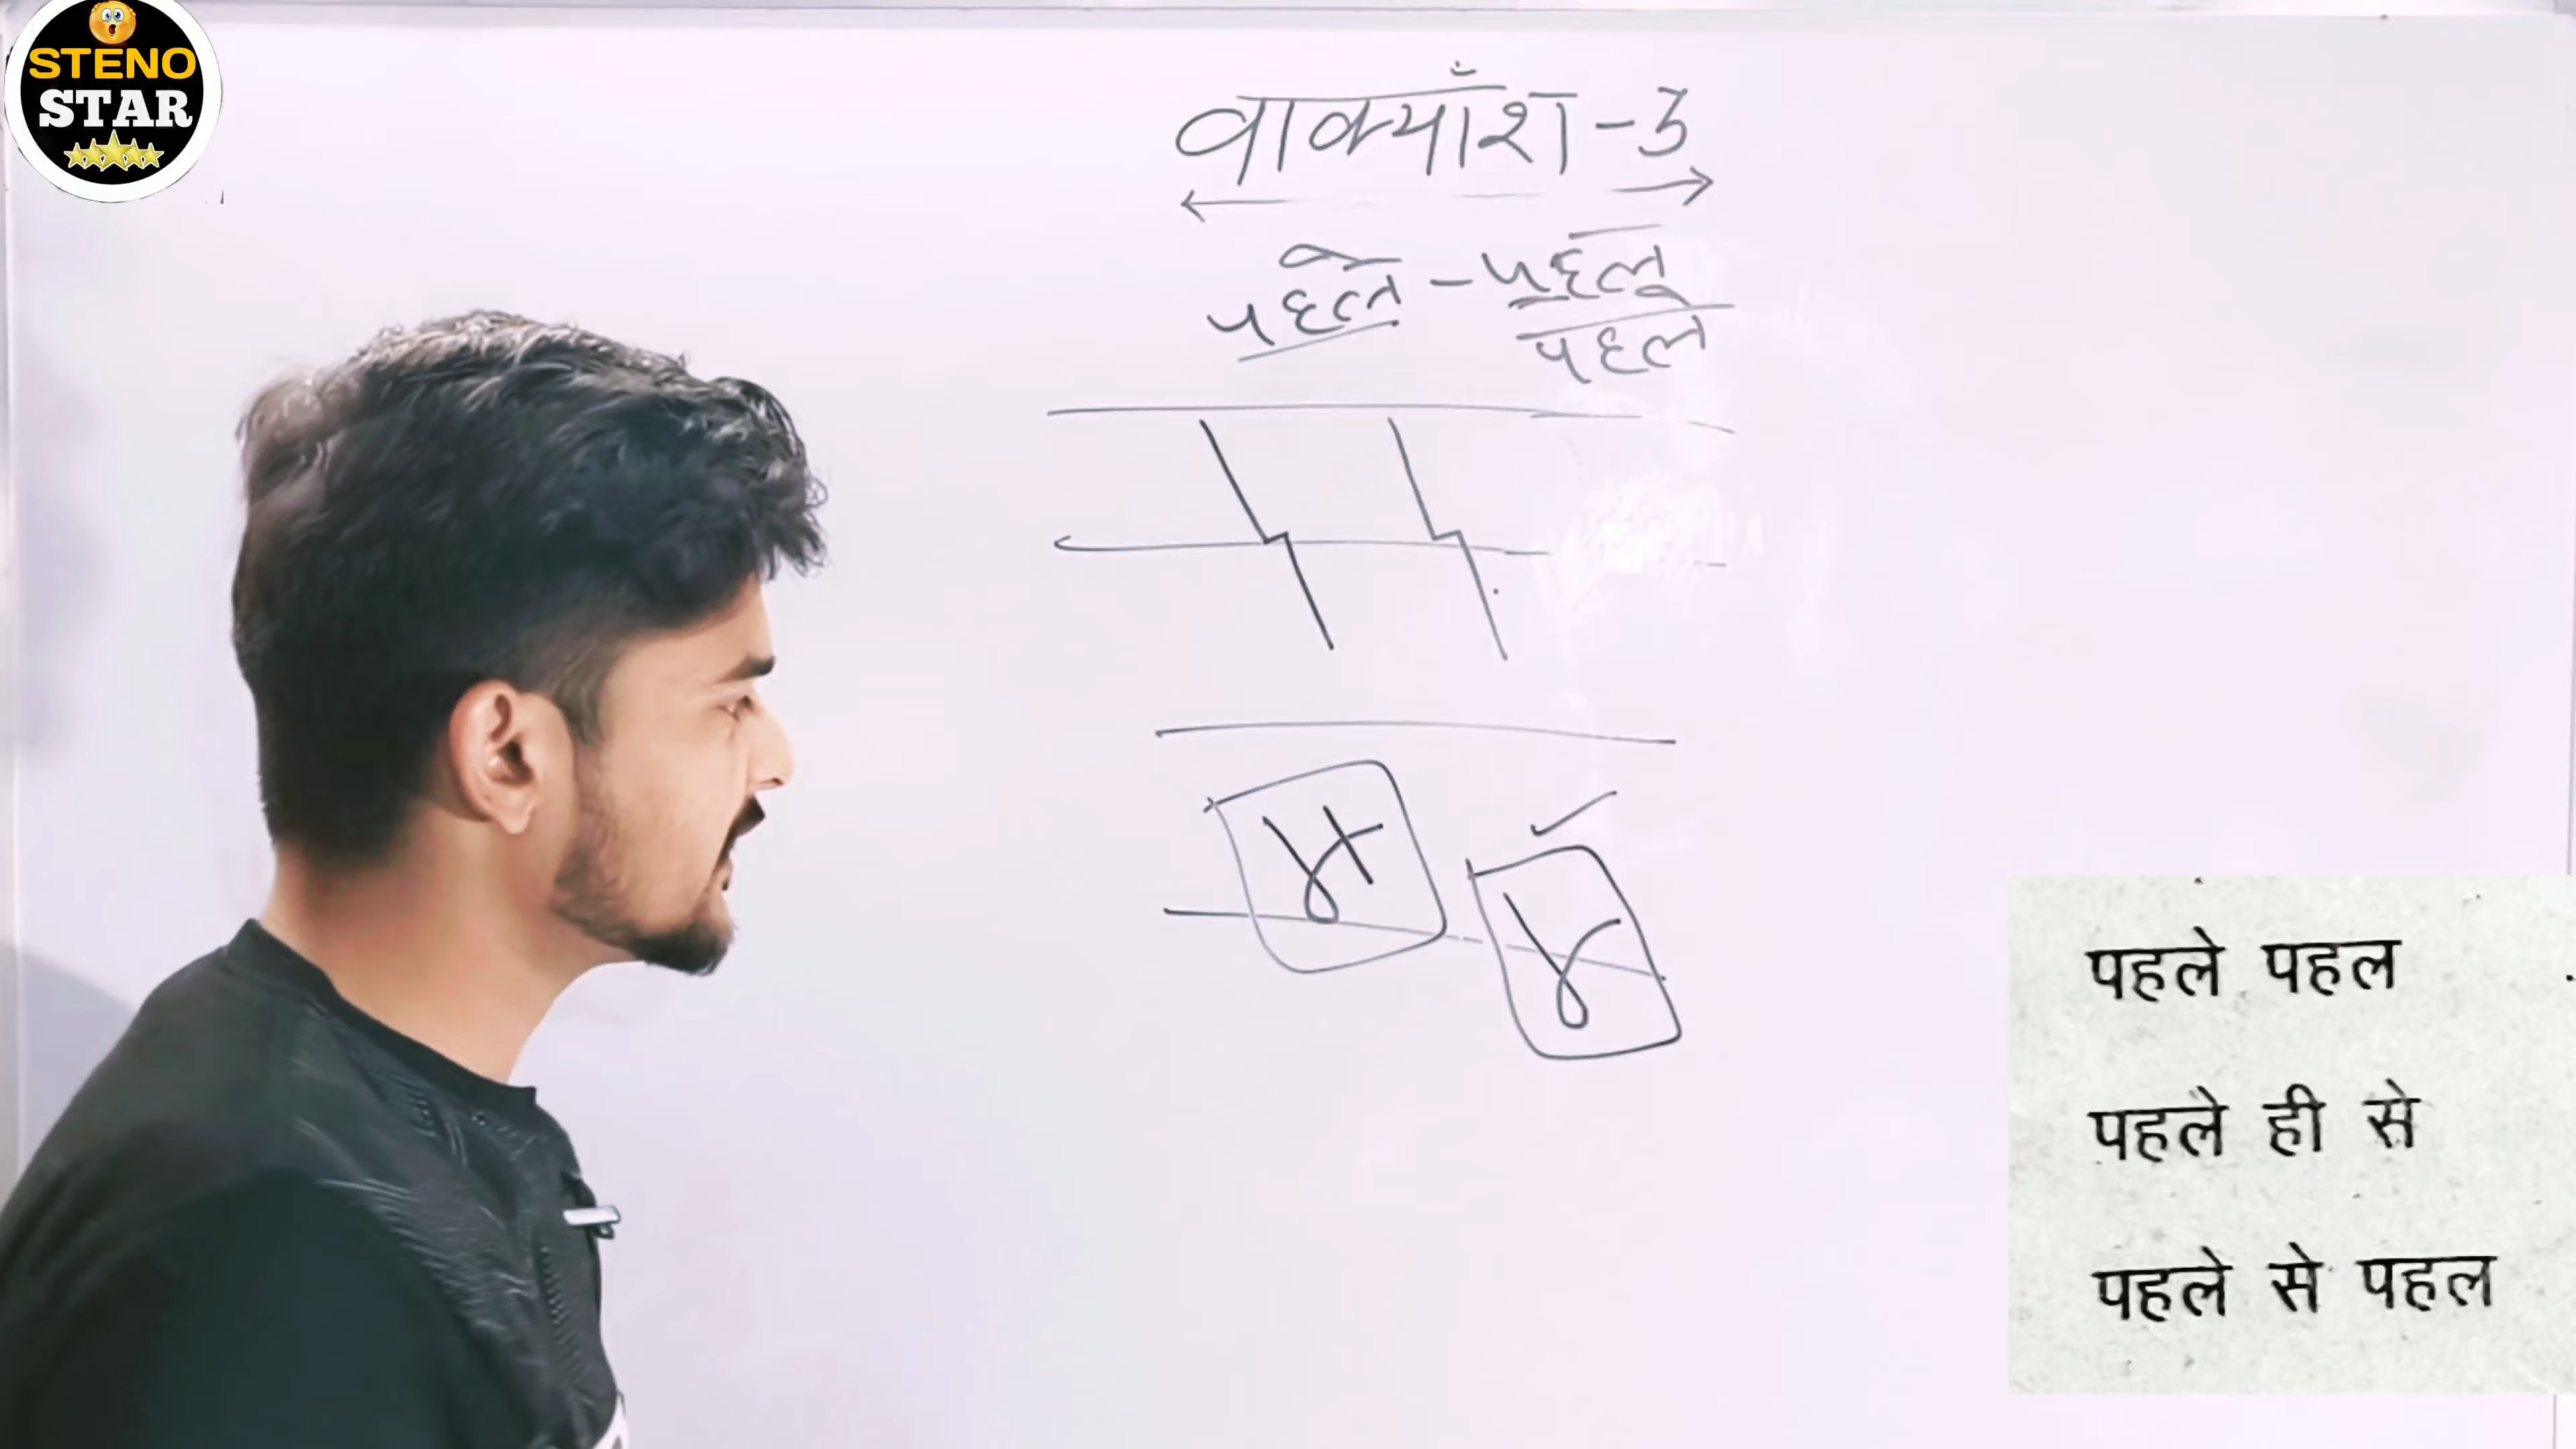 STENO
STAR
वाक्याँश-3
पहले - पहलू
पहल
पहले पहल
पहले ही से
पहले से पहल